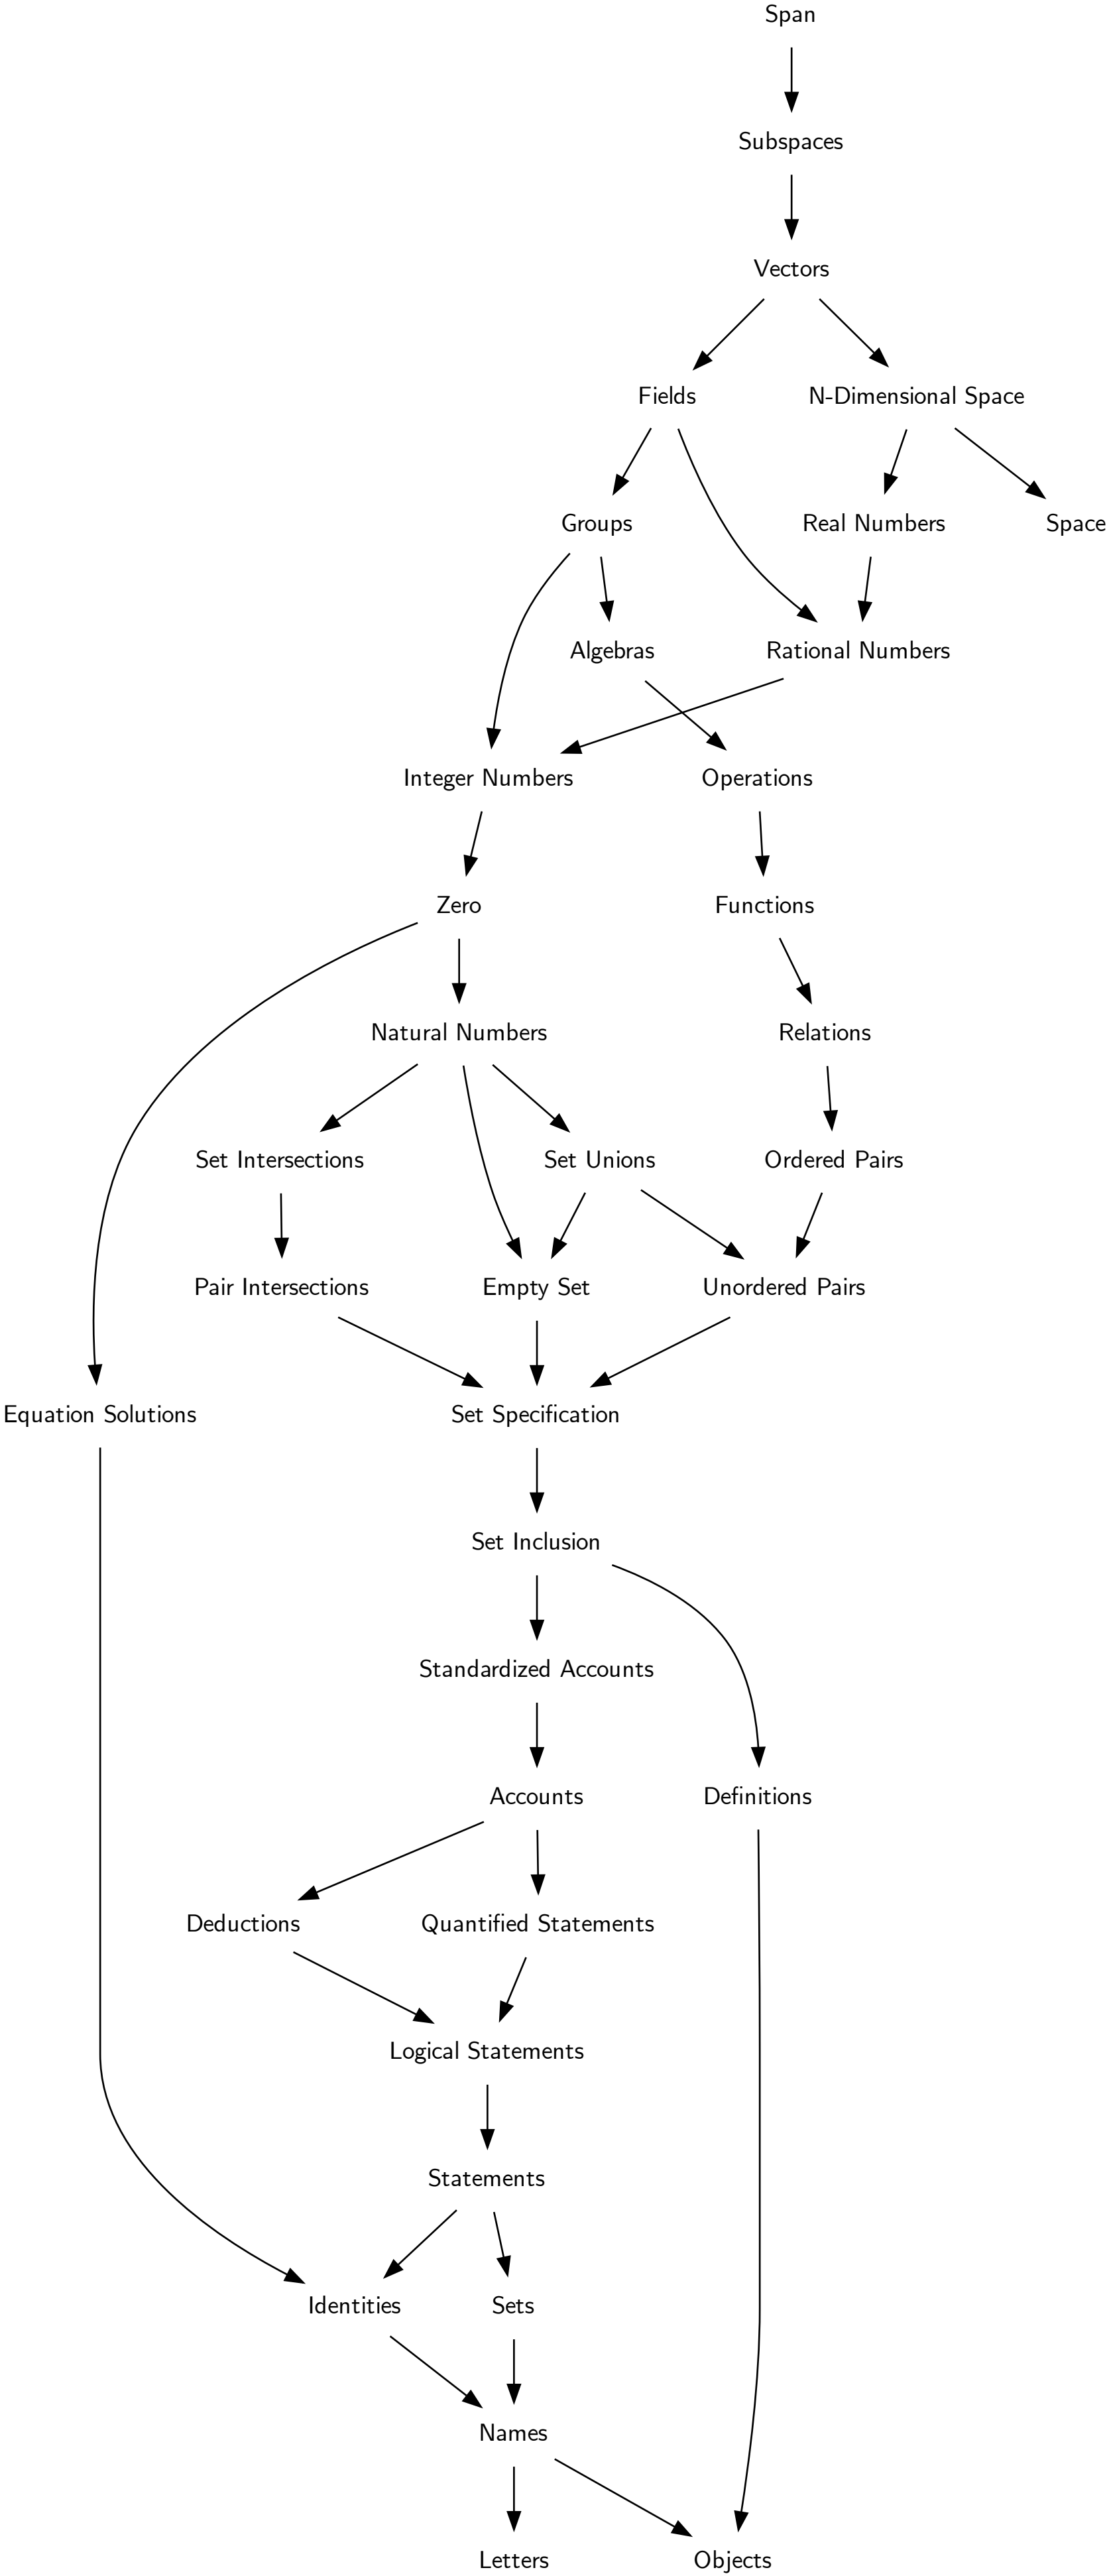 Span
Subspaces
Vectors
Fields
N-Dimensional Space
Groups
Real Numbers
Space
Algebras
Rational Numbers
Integer Numbers
Operations
Zero
Functions
Natural Numbers
Relations
Set Intersections
Set Unions
Ordered Pairs
Pair Intersections
Empty Set
Unordered Pairs
Equation Solutions
Set Specification
Set Inclusion
Standardized Accounts
Accounts
Definitions
Deductions
Quantified Statements
Logical Statements
Statements
Identities
Sets
Names
Letters
Objects